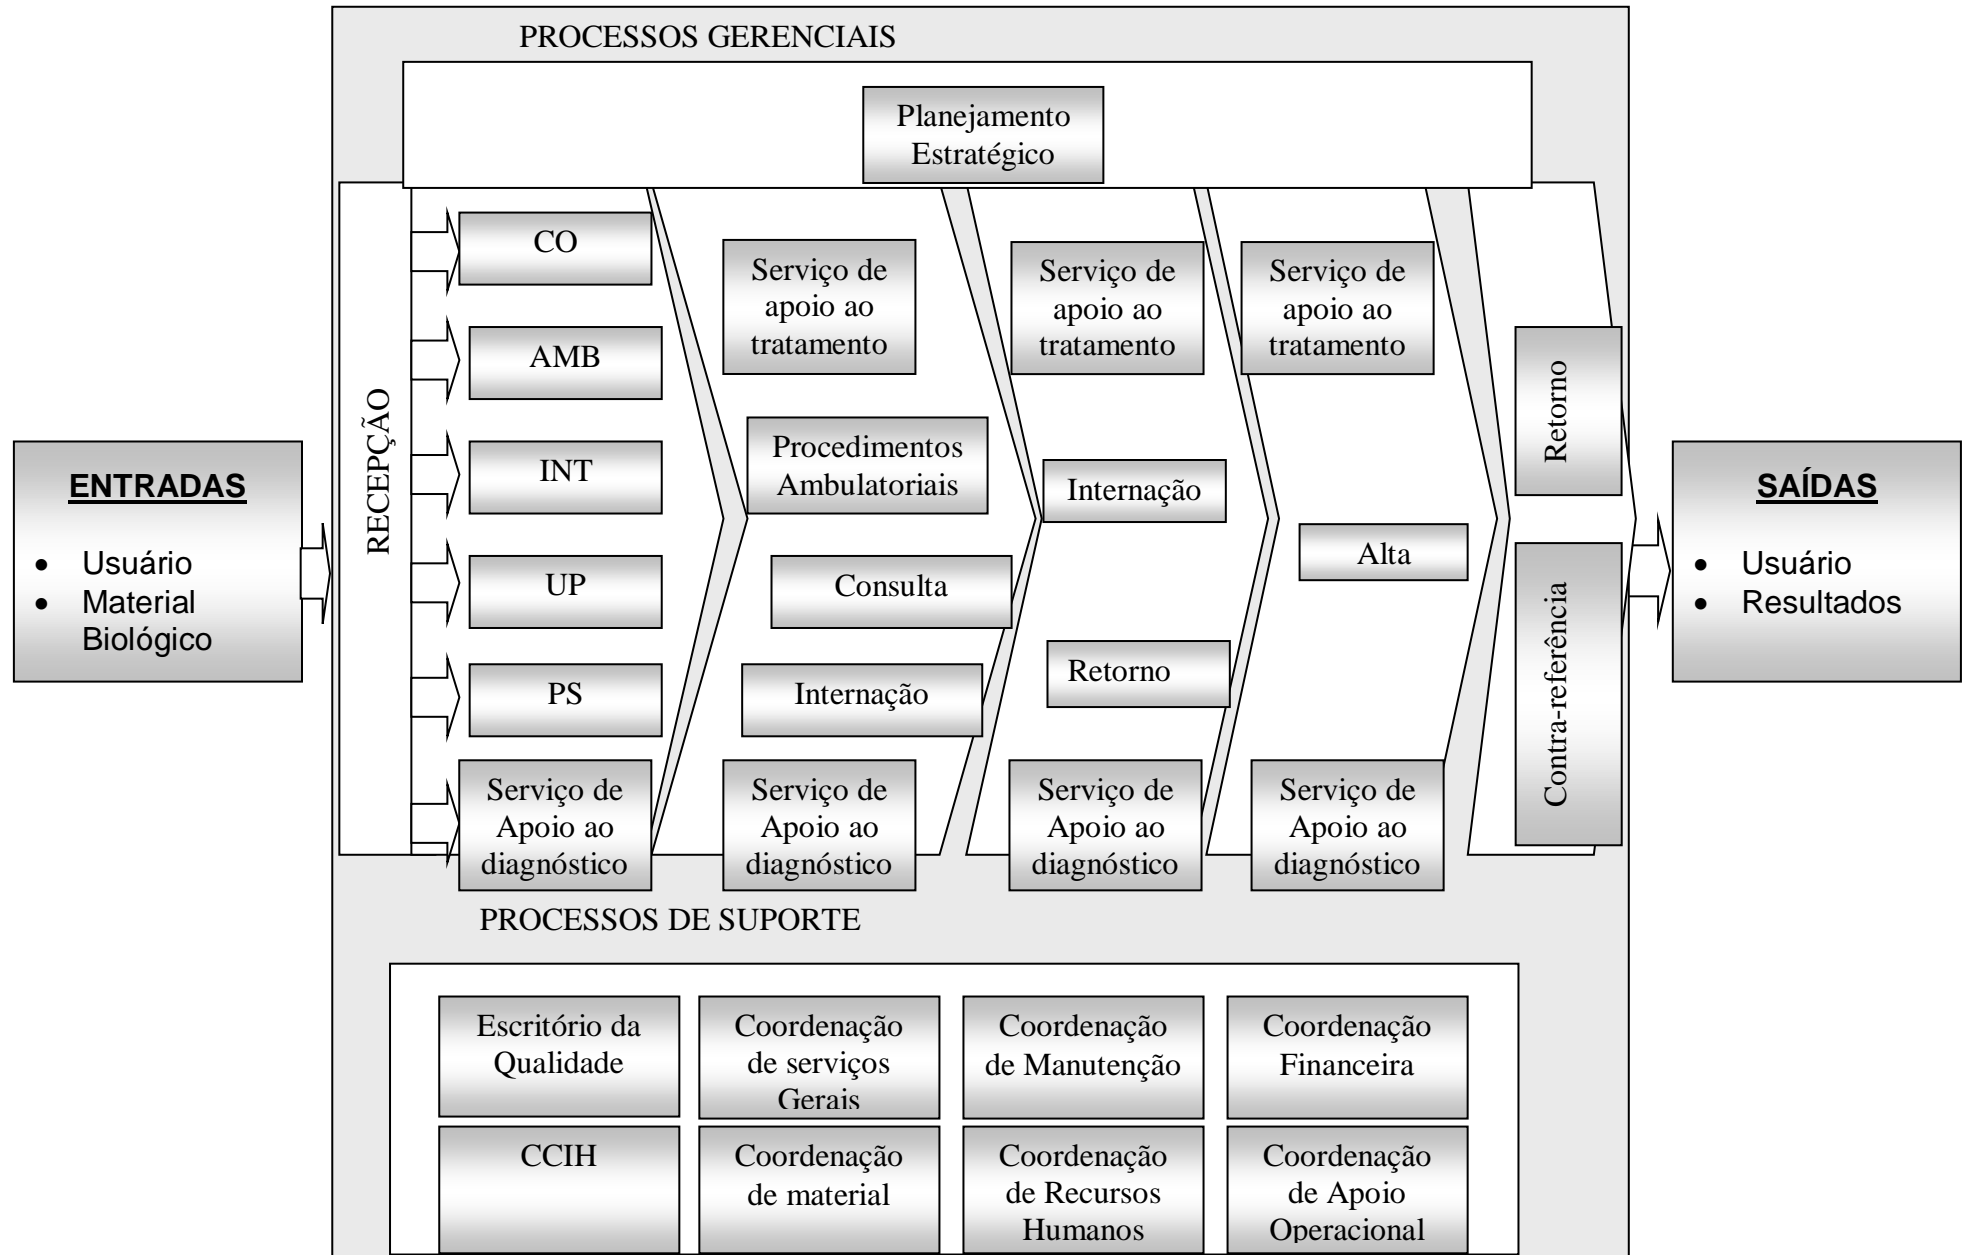 PROCESSOS GERENCIAIS
Planejamento
Estratégico
ENTRADAS
• Usuário
• Material
Biológico
RECEPÇÃO
CO
AMB
INT
UP
PS
Serviço de
Apoio ao
diagnóstico
Serviço de
apoio ao
tratamento
Procedimentos
Ambulatoriais
Consulta
Internação
Serviço de
Apoio ao
diagnóstico
Serviço de
apoio ao
tratamento
Internação
Retorno
Serviço de
Apoio ao
diagnóstico
Serviço de
apoio ao
tratamento
Alta
Serviço de
Apoio ao
diagnóstico
Retorno
Contra-referência
SAÍDAS
• Usuário
• Resultados
PROCESSOS DE SUPORTE
Escritório da
Qualidade
Coordenação
de serviços
Gerais
Coordenação
de Manutenção
Coordenação
Financeira
CCIH
Coordenação
de material
Coordenação
de Recursos
Humanos
Coordenação
de Apoio
Operacional